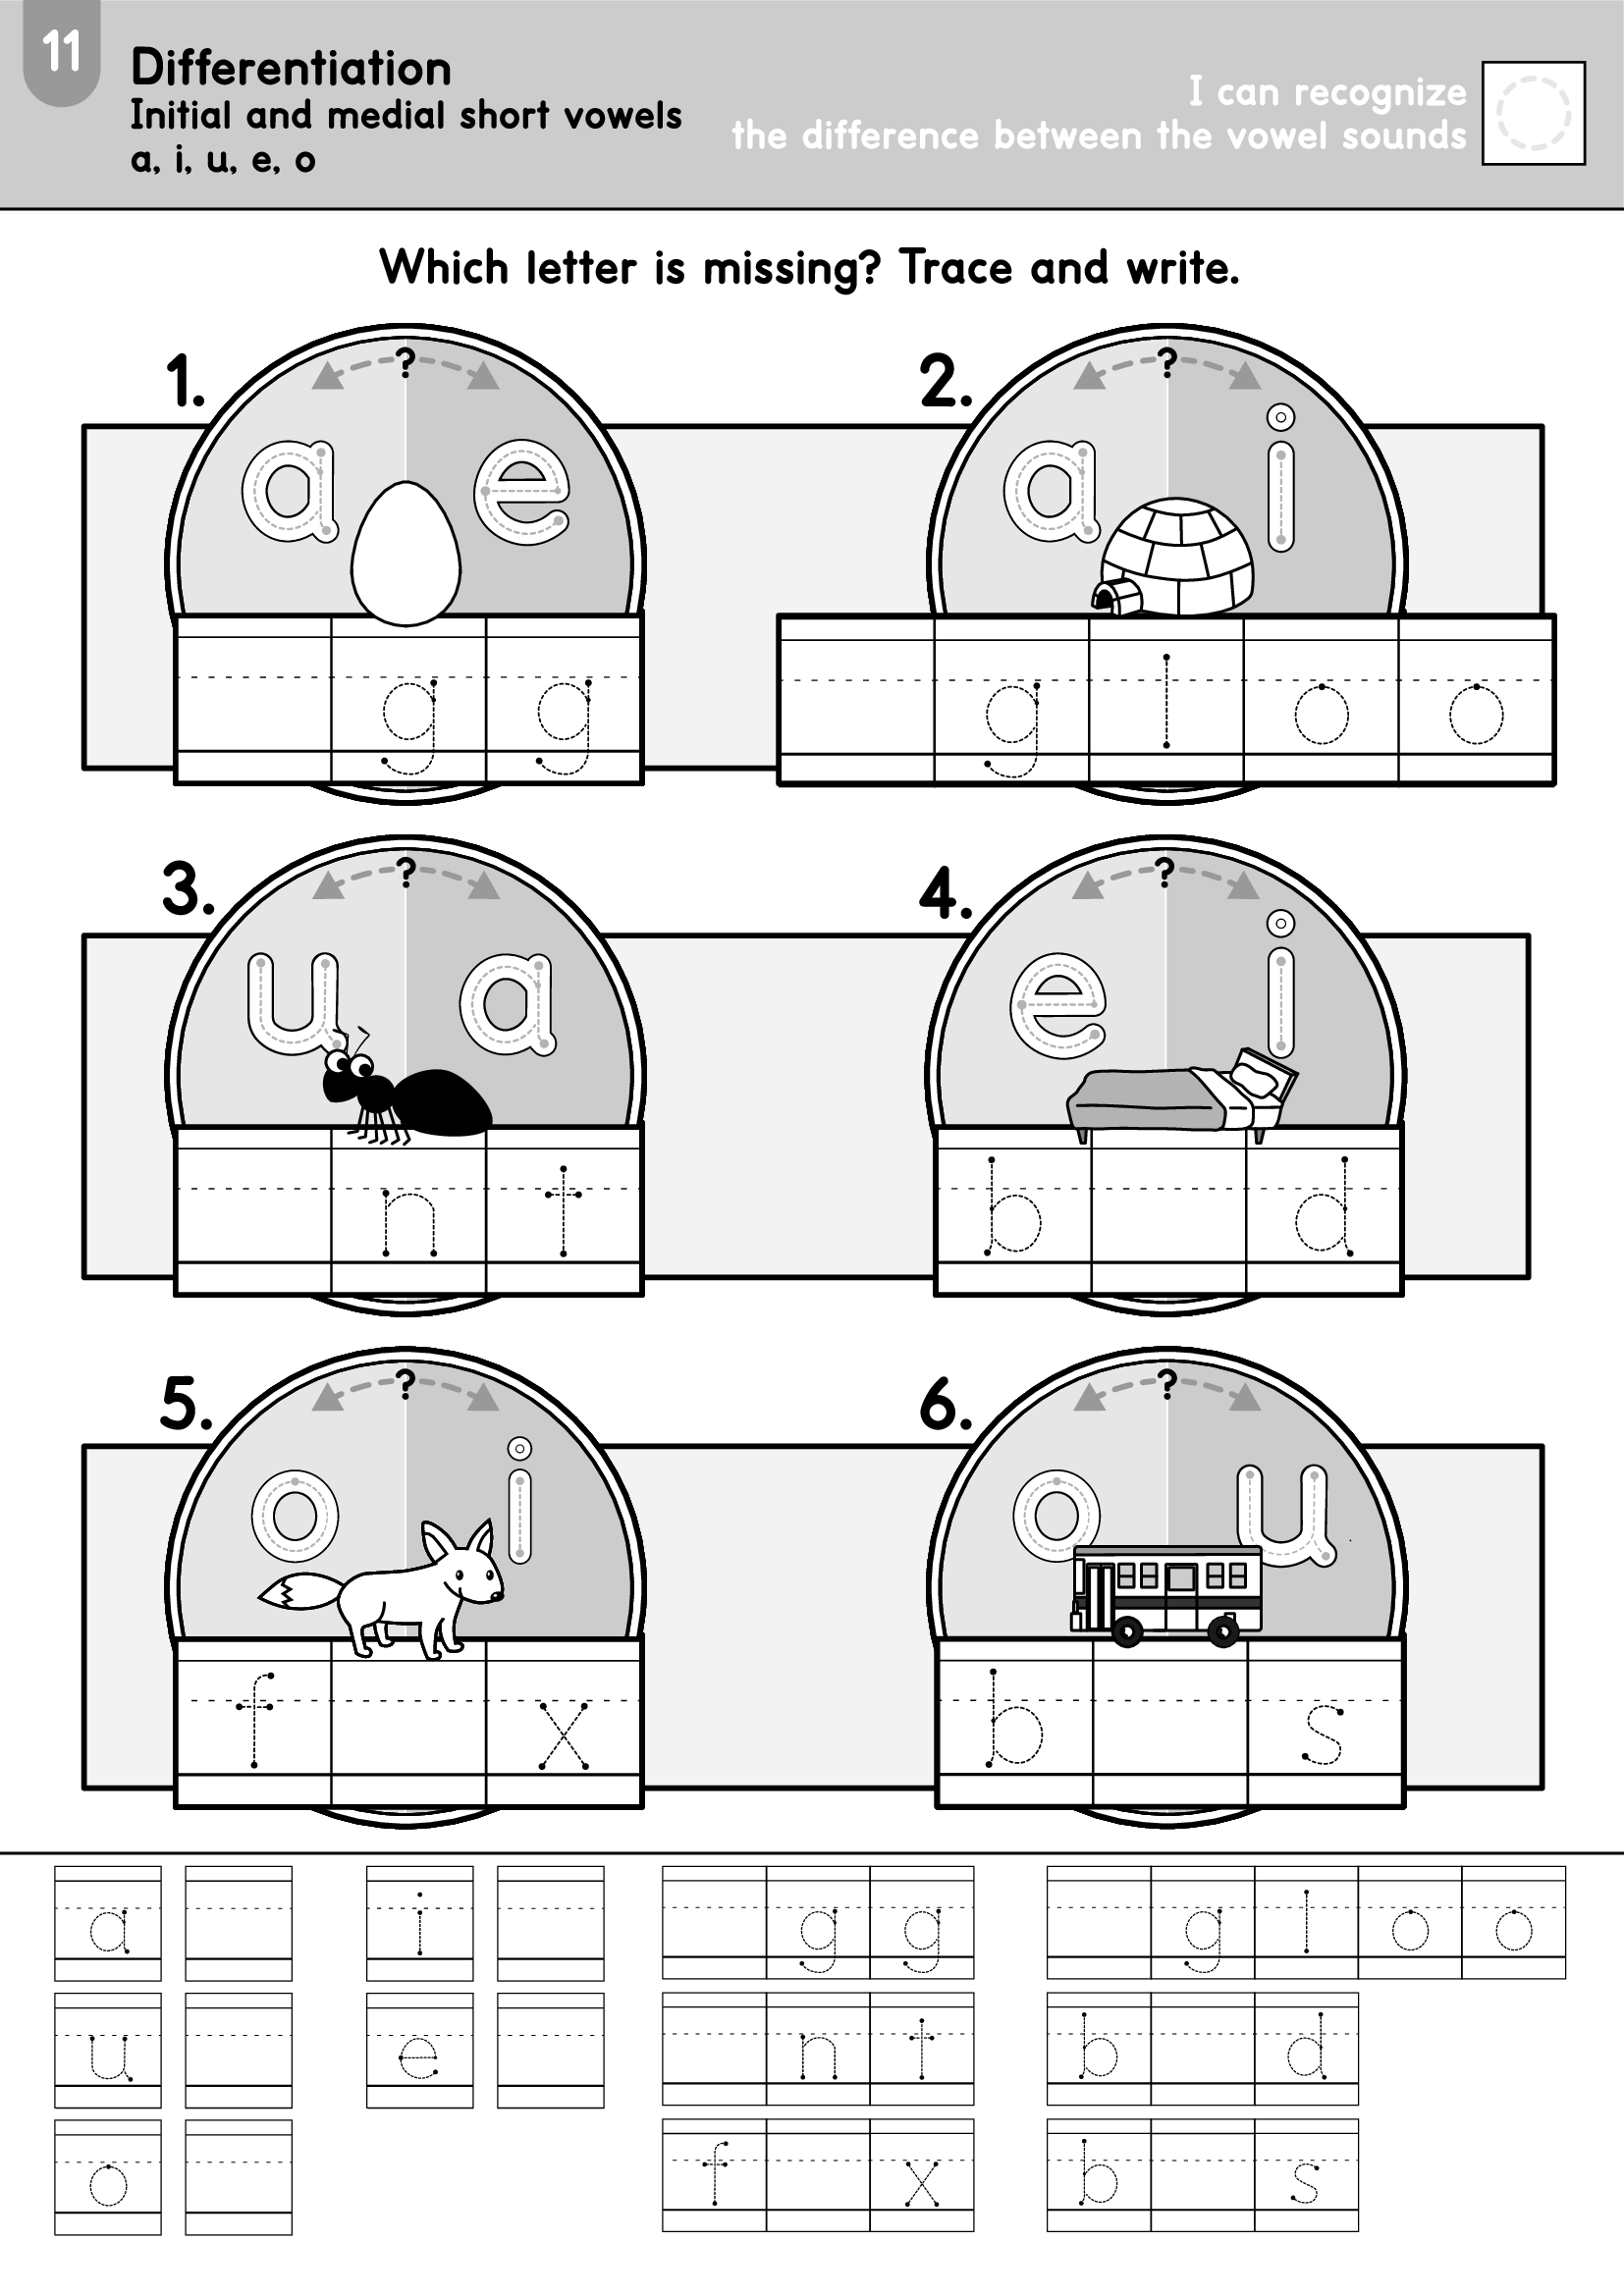 11
Differentiation
Initial and medial short vowels
a, i, u, e, o
I can recognize
the difference between the vowel sounds
Which letter is missing? Trace and write.
1.
?
a e
g g
2.
?
a i
g l o o
3.
?
u a
n t
4.
?
e i
b d
5.
?
o i
f x
6.
?
o u
b s
a i g g g l o o
u e n t b d
o f x b s